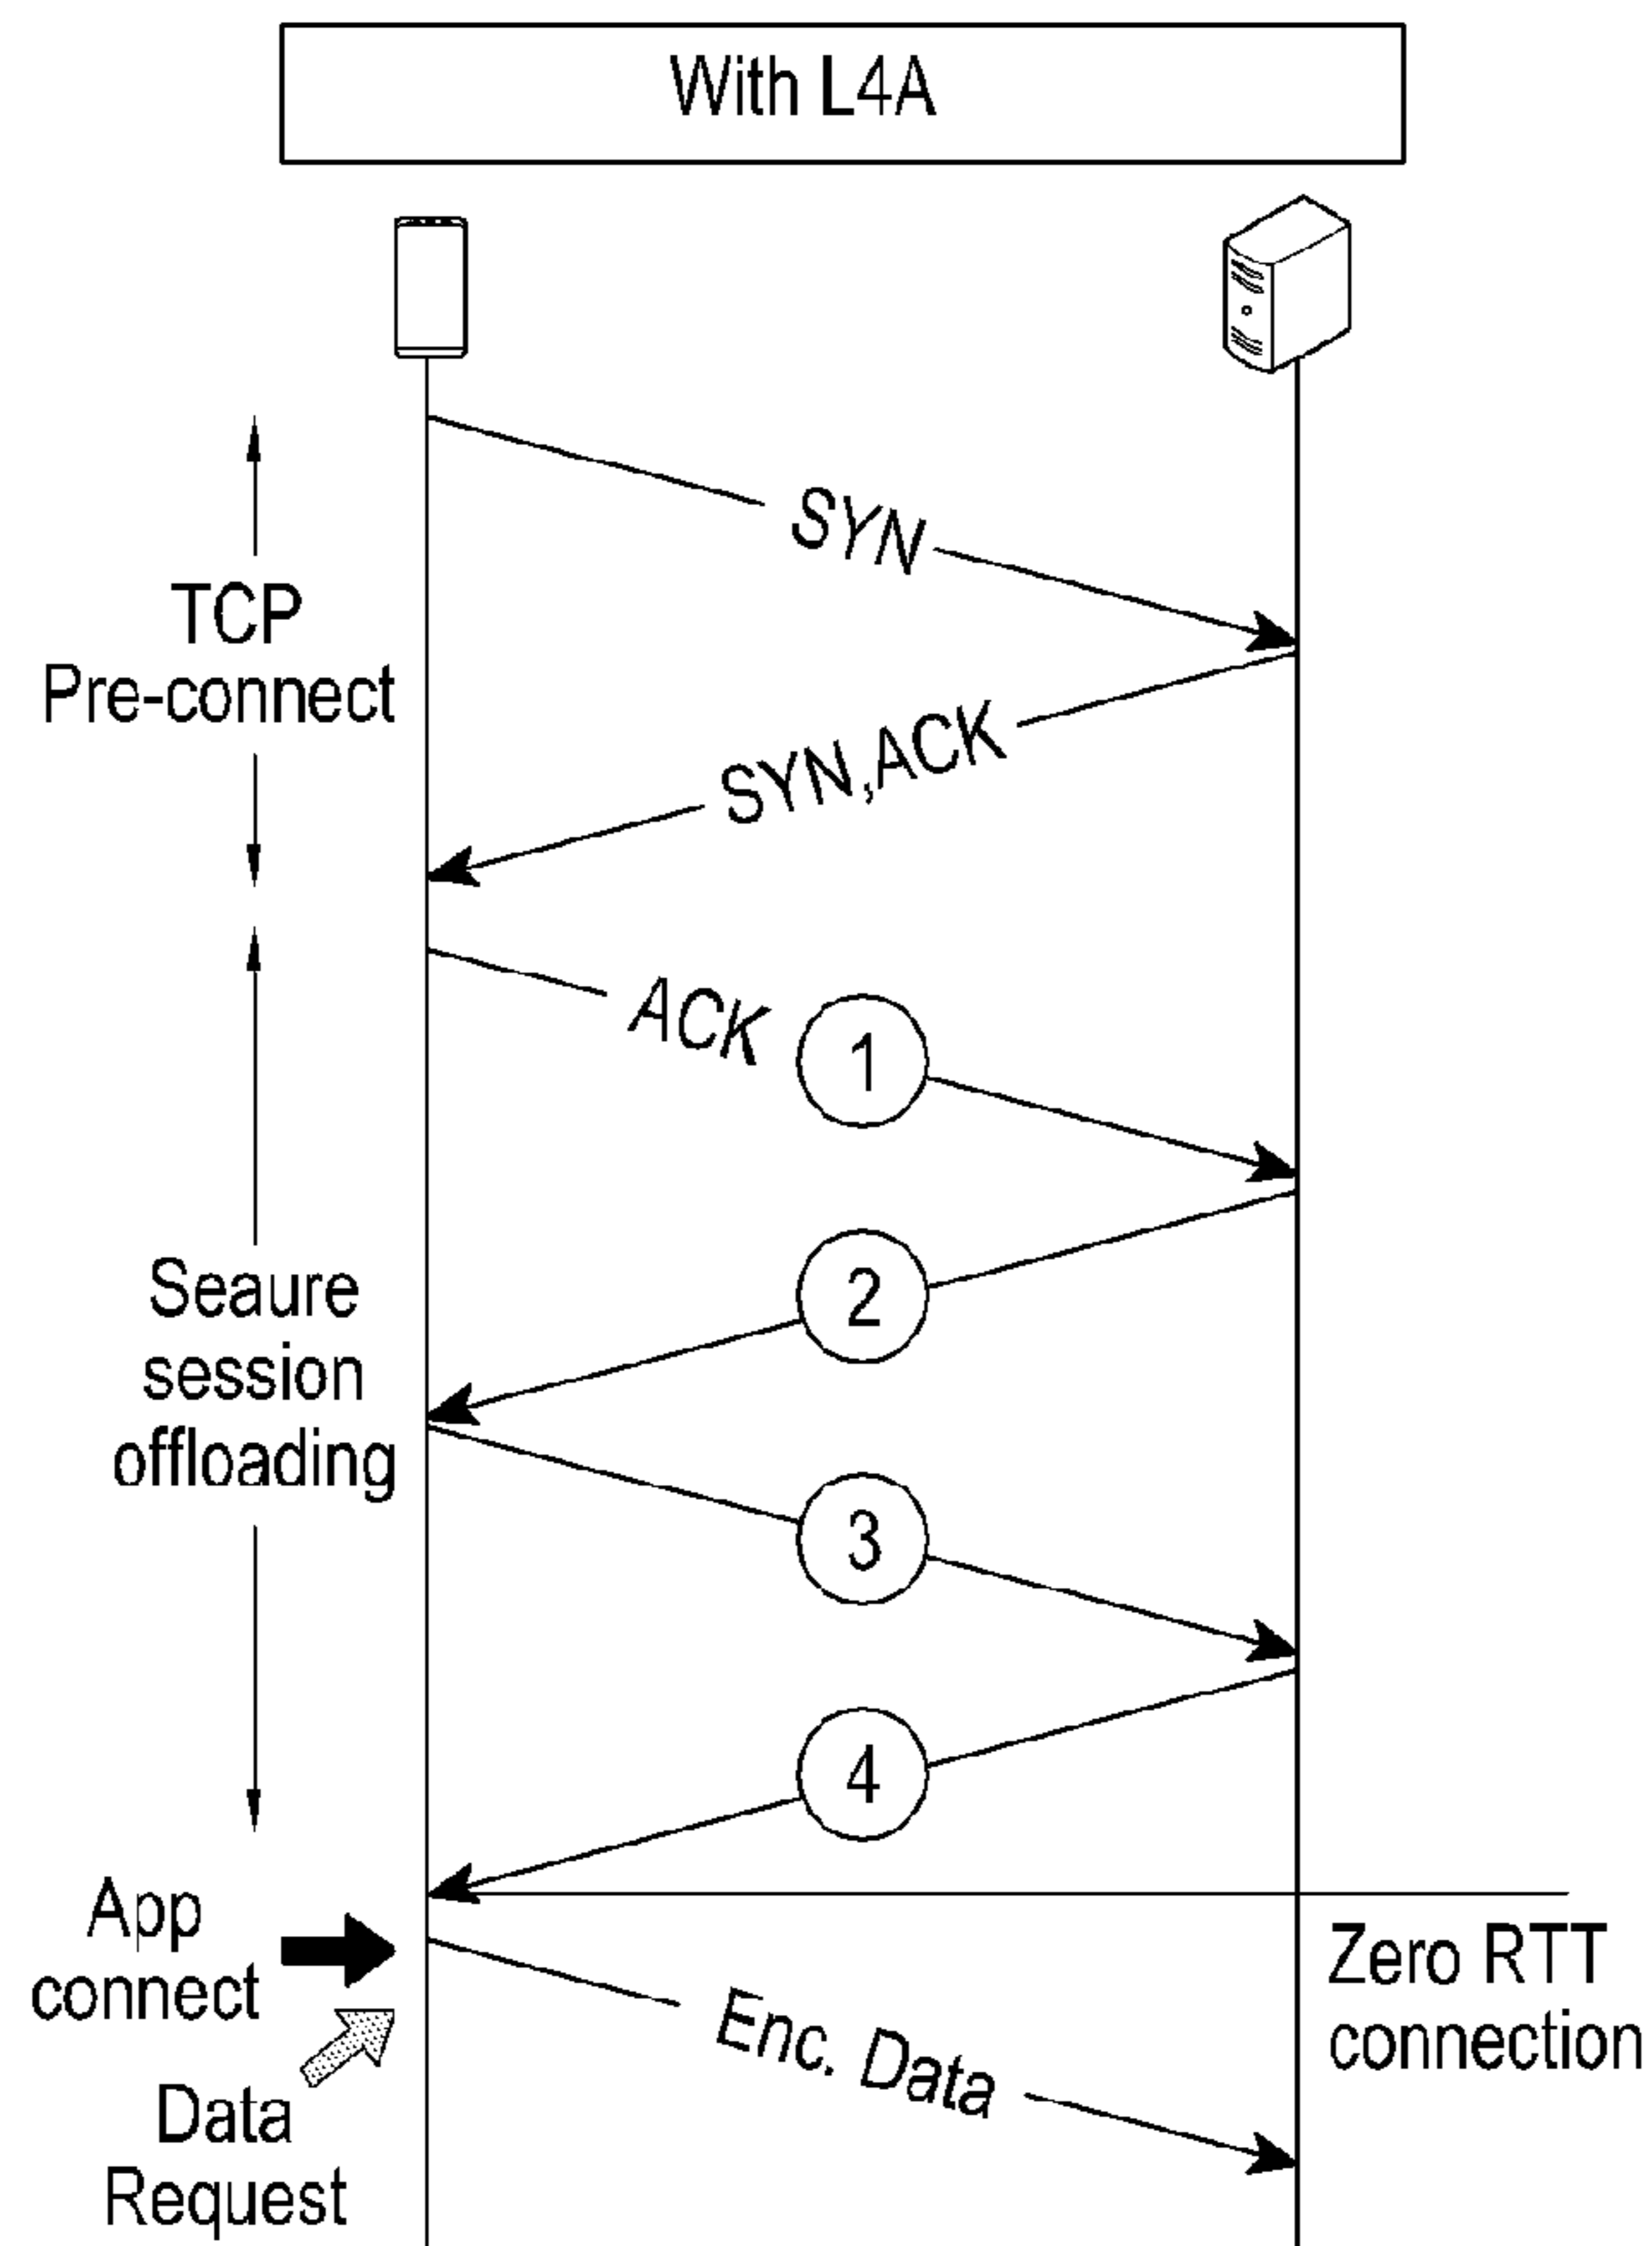 With L4A
SYN
TCP
Pre-connect
SYN,ACK
ACK
1
2
Seaure
session
offloading
3
4
App
connect
Zero RTT
connection
Enc. Data
Data
Request